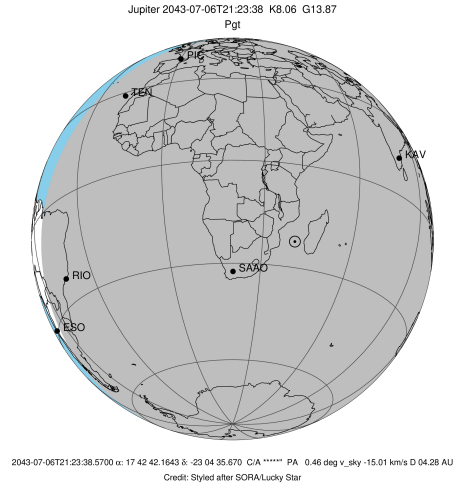 Jupiter 2043-07-06T21:23:38 K8.06 G13.87
Pgt
PIC
TEN
KAV
SAAO
RIO
ESO
2043-07-06T21:23:38.5700 α: 17 42 42.1643 δ: -23 04 35.670 C/A *****" PA 0.46 deg v_sky -15.01 km/s D 04.28 AU
Credit: Styled after SORA/Lucky Star